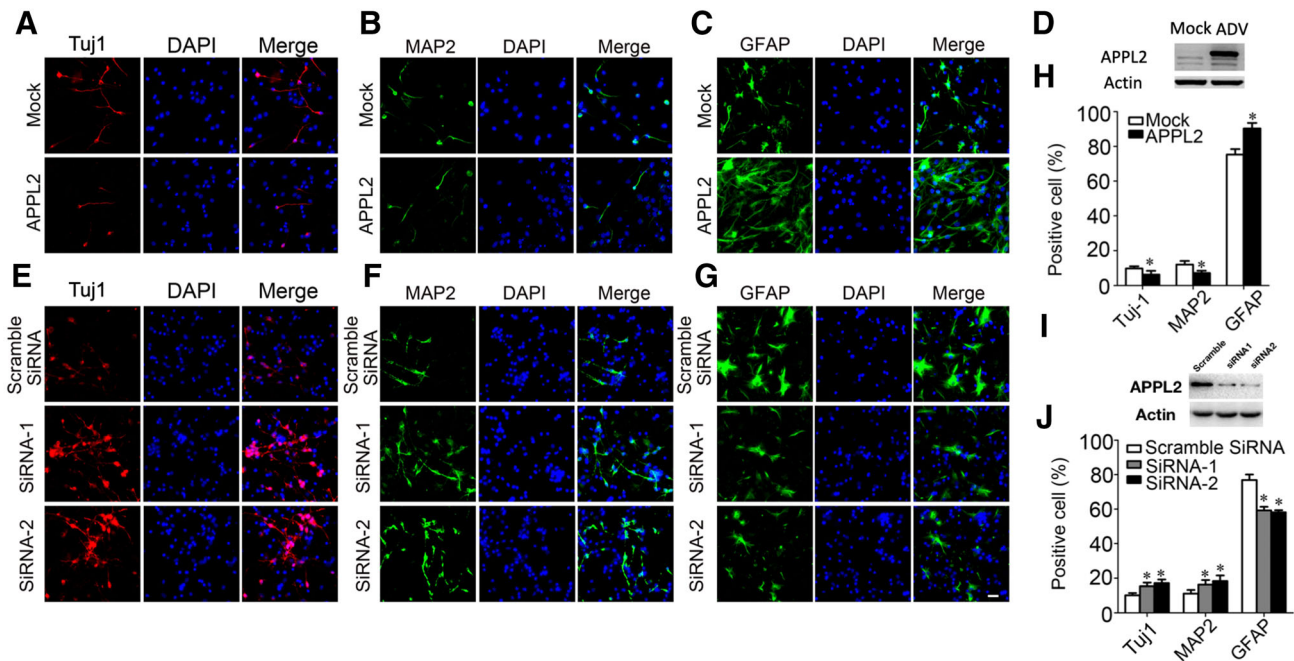 A
Tuj1 DAPI Merge
Mock
APPL2
B
MAP2 DAPI Merge
Mock
APPL2
C
GFAP DAPI Merge
Mock
APPL2
D
Mock ADV
APPL2
Actin
E
Tuj1 DAPI Merge
Scramble
SiRNA
SiRNA-1
SiRNA-2
F
MAP2 DAPI Merge
Scramble
SiRNA
SiRNA-1
SiRNA-2
G
GFAP DAPI Merge
Scramble
SiRNA
SiRNA-1
SiRNA-2
H
Positive cell (%)
100
80
60
40
20
0
Mock
APPL2
*
*
*
Tuj-1 MAP2 GFAP
I
Scramble siRNA1 siRNA2
APPL2
Actin
J
Positive cell (%)
100
80
60
40
20
0
Scramble SiRNA
SiRNA-1
SiRNA-2
* *
* *
* *
Tuj1 MAP2 GFAP